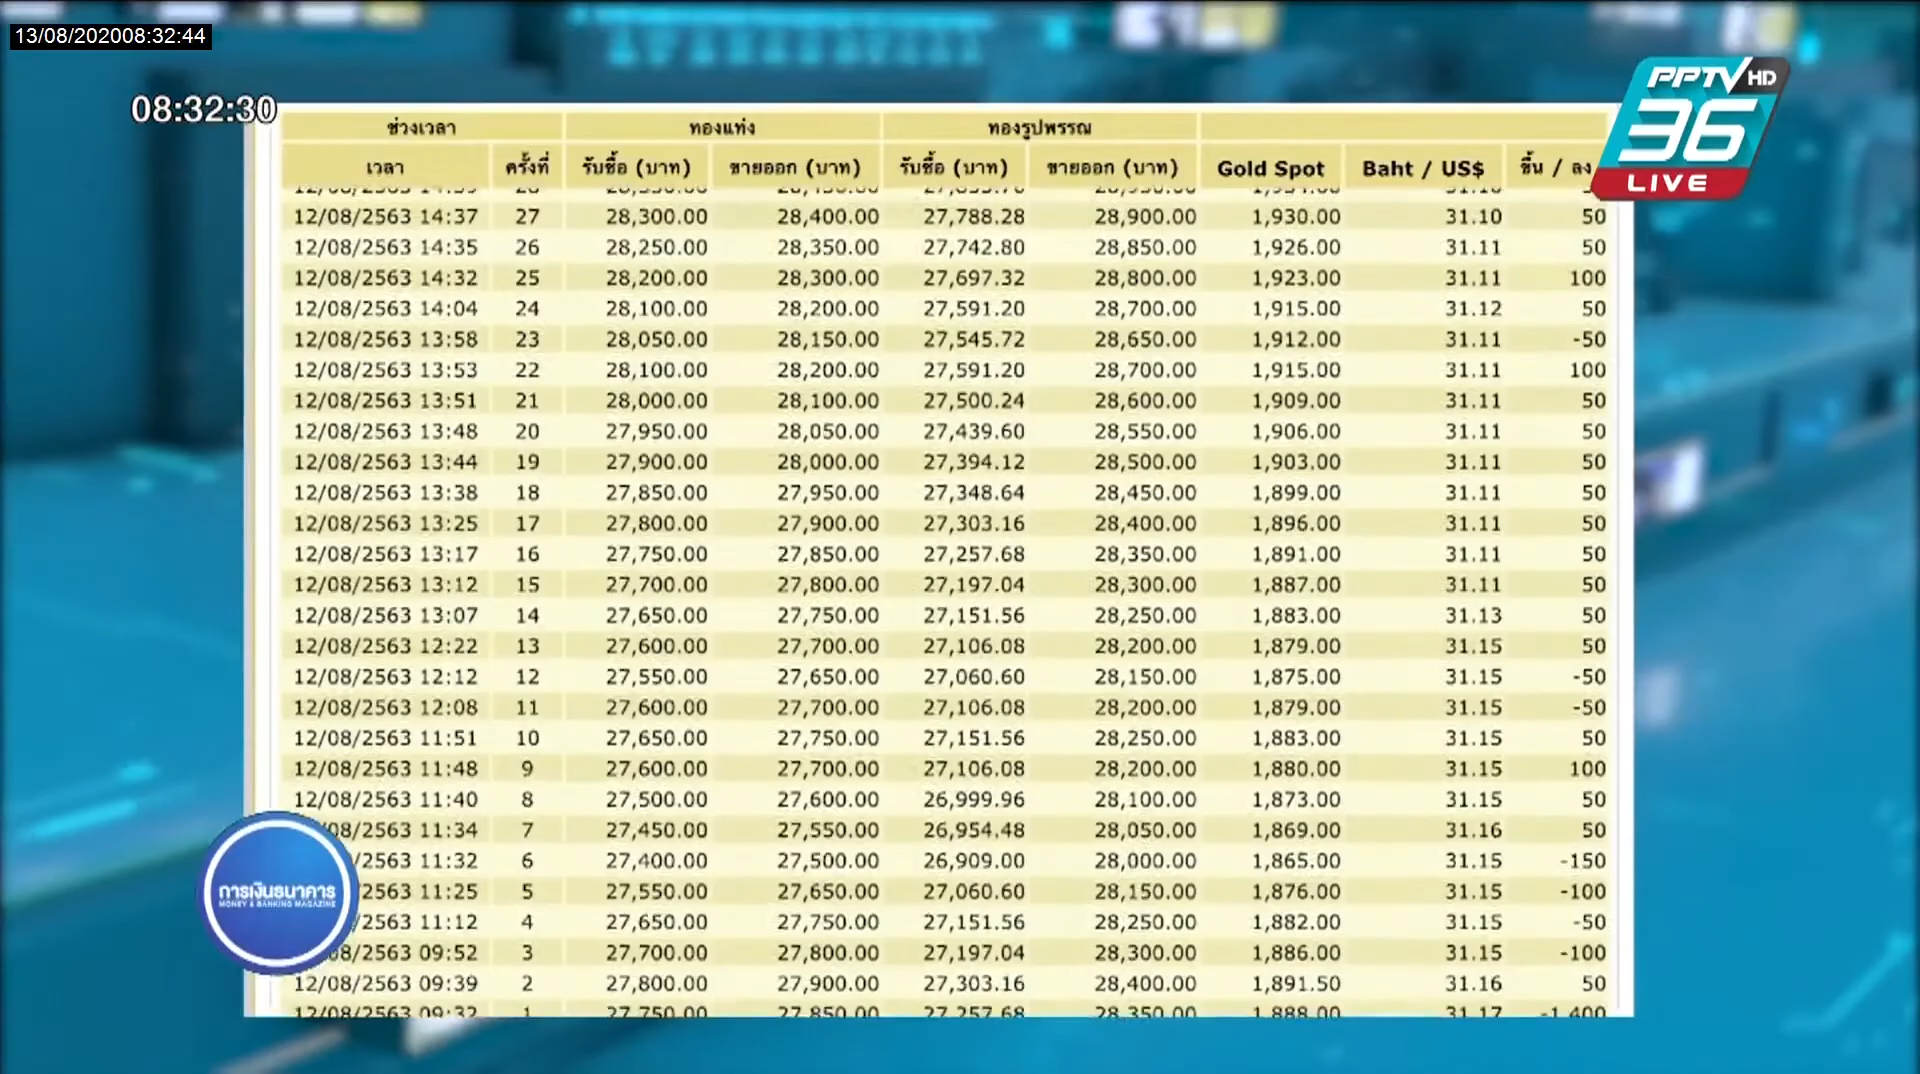 13/08/202008:32:44
08:32:30
PPTV HD
36
LIVE
ช่วงเวลา ทองแท่ง ทองรูปพรรณ
เวลา ครั้งที่ รับซื้อ (บาท) ขายออก (บาท) รับซื้อ (บาท) ขายออก (บาท) Gold Spot Baht / US$ ขึ้น / ลง
12/08/2563 14:37 27 28,300.00 28,400.00 27,788.28 28,900.00 1,930.00 31.10 50
12/08/2563 14:35 26 28,250.00 28,350.00 27,742.80 28,850.00 1,926.00 31.11 50
12/08/2563 14:32 25 28,200.00 28,300.00 27,697.32 28,800.00 1,923.00 31.11 100
12/08/2563 14:04 24 28,100.00 28,200.00 27,591.20 28,700.00 1,915.00 31.12 50
12/08/2563 13:58 23 28,050.00 28,150.00 27,545.72 28,650.00 1,912.00 31.11 -50
12/08/2563 13:53 22 28,100.00 28,200.00 27,591.20 28,700.00 1,915.00 31.11 100
12/08/2563 13:51 21 28,000.00 28,100.00 27,500.24 28,600.00 1,909.00 31.11 50
12/08/2563 13:48 20 27,950.00 28,050.00 27,439.60 28,550.00 1,906.00 31.11 50
12/08/2563 13:44 19 27,900.00 28,000.00 27,394.12 28,500.00 1,903.00 31.11 50
12/08/2563 13:38 18 27,850.00 27,950.00 27,348.64 28,450.00 1,899.00 31.11 50
12/08/2563 13:25 17 27,800.00 27,900.00 27,303.16 28,400.00 1,896.00 31.11 50
12/08/2563 13:17 16 27,750.00 27,850.00 27,257.68 28,350.00 1,891.00 31.11 50
12/08/2563 13:12 15 27,700.00 27,800.00 27,197.04 28,300.00 1,887.00 31.11 50
12/08/2563 13:07 14 27,650.00 27,750.00 27,151.56 28,250.00 1,883.00 31.13 50
12/08/2563 12:22 13 27,600.00 27,700.00 27,106.08 28,200.00 1,879.00 31.15 50
12/08/2563 12:12 12 27,550.00 27,650.00 27,060.60 28,150.00 1,875.00 31.15 -50
12/08/2563 12:08 11 27,600.00 27,700.00 27,106.08 28,200.00 1,879.00 31.15 -50
12/08/2563 11:51 10 27,650.00 27,750.00 27,151.56 28,250.00 1,883.00 31.15 50
12/08/2563 11:48 9 27,600.00 27,700.00 27,106.08 28,200.00 1,880.00 31.15 100
12/08/2563 11:40 8 27,500.00 27,600.00 26,999.96 28,100.00 1,873.00 31.15 50
08/2563 11:34 7 27,450.00 27,550.00 26,954.48 28,050.00 1,869.00 31.16 50
/2563 11:32 6 27,400.00 27,500.00 26,909.00 28,000.00 1,865.00 31.15 -150
/2563 11:25 5 27,550.00 27,650.00 27,060.60 28,150.00 1,876.00 31.15 -100
/2563 11:12 4 27,650.00 27,750.00 27,151.56 28,250.00 1,882.00 31.15 -50
08/2563 09:52 3 27,700.00 27,800.00 27,197.04 28,300.00 1,886.00 31.15 -100
12/08/2563 09:39 2 27,800.00 27,900.00 27,303.16 28,400.00 1,891.50 31.16 50
12/08/2563 09:32 1 27,750.00 27,850.00 27,257.68 28,350.00 1,888.00 31.17 -1,400
การเงินธนาคาร
MONEY & BANKING MAGAZINE